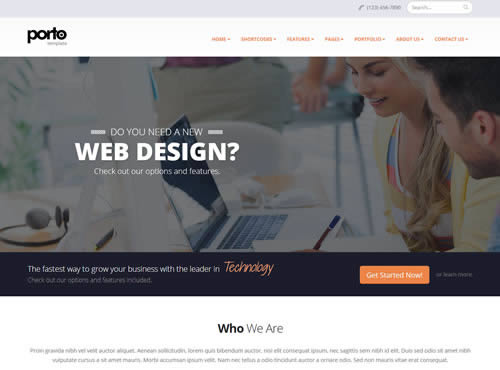 (123) 456-7890 Search...
porto
template
HOME SHORTCODES FEATURES PAGES PORTFOLIO ABOUT US CONTACT US
DO YOU NEED A NEW
WEB DESIGN?
Check out our options and features.
The fastest way to grow your business with the leader in Technology
Check out our options and features included.
Get Started Now! or learn more.
Who We Are
Proin gravida nibh vel velit auctor aliquet. Aenean sollicitudin, lorem quis bibendum auctor, nisi elit consequat ipsum, nec sagittis sem nibh id elit. Duis sed odio sit amet nibh
vulputate cursus a sit amet mauris. Morbi accumsan ipsum velit. Nam nec tellus a odio tincidunt auctor a ornare odio. Sed non mauris vitae erat consequat.